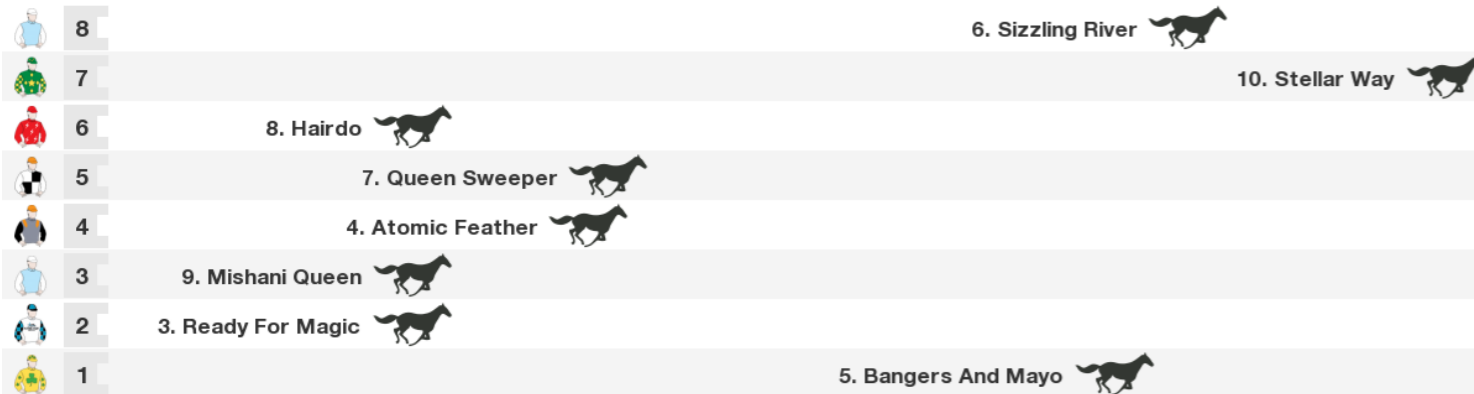 8 6. Sizzling River
7 10. Stellar Way
6 8. Hairdo
5 7. Queen Sweeper
4 4. Atomic Feather
3 9. Mishani Queen
2 3. Ready For Magic
1 5. Bangers And Mayo